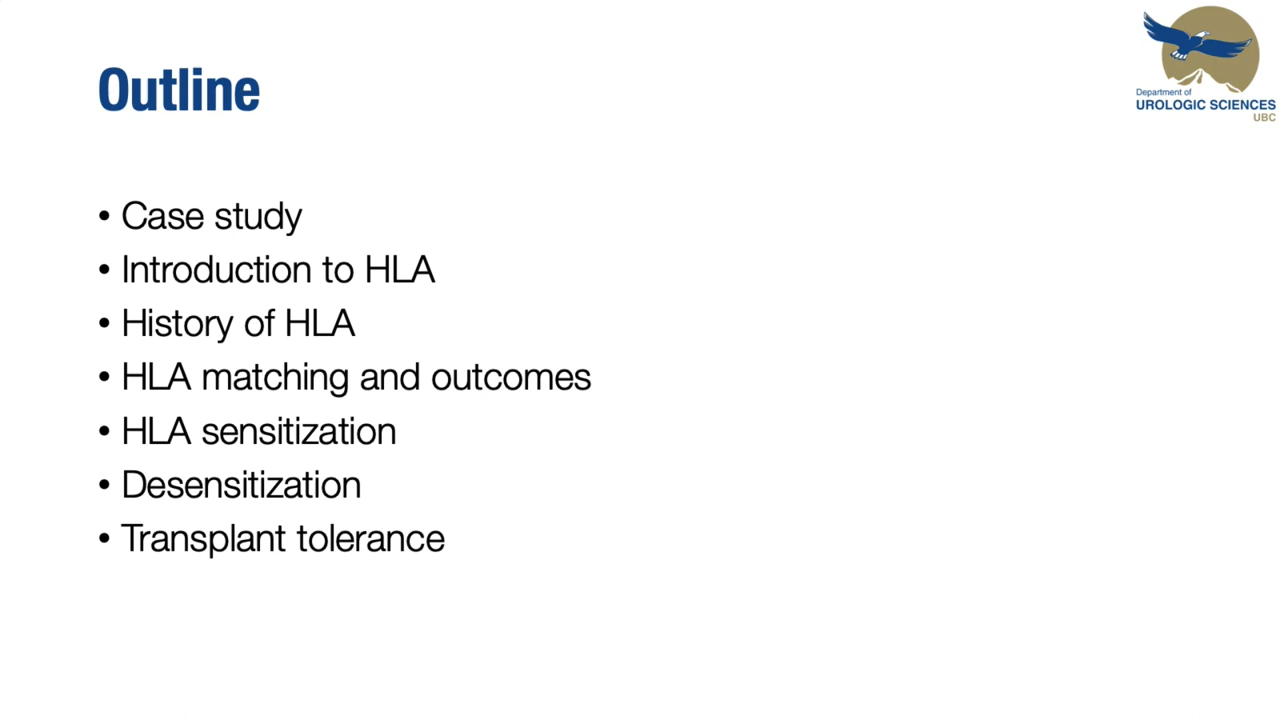 Outline
Department of
UROLOGIC SCIENCES
UBC
• Case study
• Introduction to HLA
• History of HLA
• HLA matching and outcomes
• HLA sensitization
• Desensitization
• Transplant tolerance